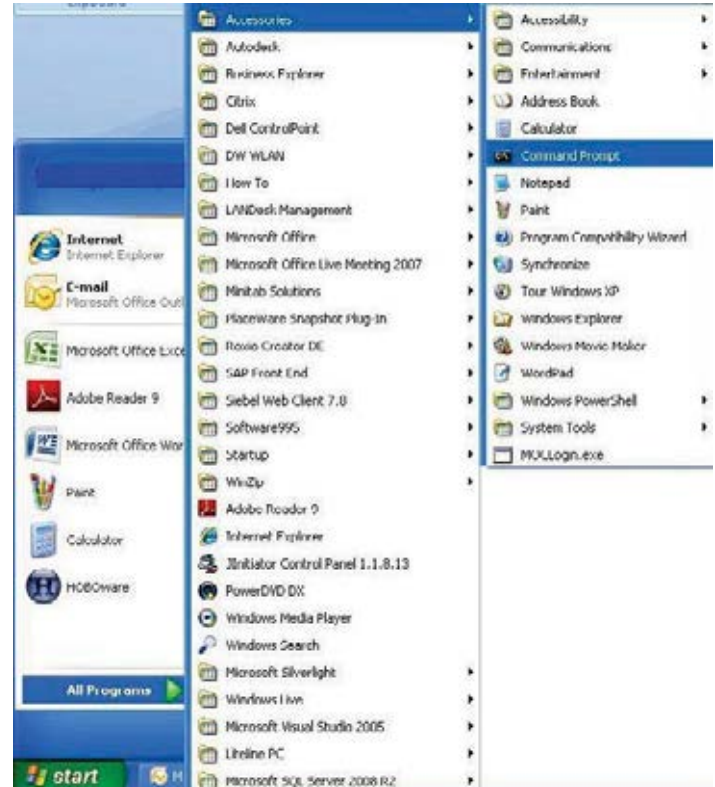 Internet
Internet Explorer
E-mail
Microsoft Office Outl
Microsoft Office Exce
Adobe Reader 9
Microsoft Office Wor
Paint
Calculator
HOBOware
All Programs
start
Accessories
Autodesk
Business Explorer
Citrix
Dell ControlPoint
DW WLAN
How To
LANDesk Management
Microsoft Office
Microsoft Office Live Meeting 2007
Minitab Solutions
Placeware Snapshot Plug-In
Roxio Creator DE
SAP Front End
Siebel Web Client 7.8
Software995
Startup
WinZip
Adobe Reader 9
Internet Explorer
JInitiator Control Panel 1.1.8.13
PowerDVD DX
Windows Media Player
Windows Search
Microsoft Silverlight
Windows Live
Microsoft Visual Studio 2005
PC
Microsoft SQL Server 2008 R2
Accessibility
Communications
Entertainment
Address Book
Calculator
Command Prompt
Notepad
Paint
Program Compatibility Wizard
Synchronize
Tour Windows XP
Windows Explorer
Windows Movie Maker
WordPad
Windows PowerShell
System Tools